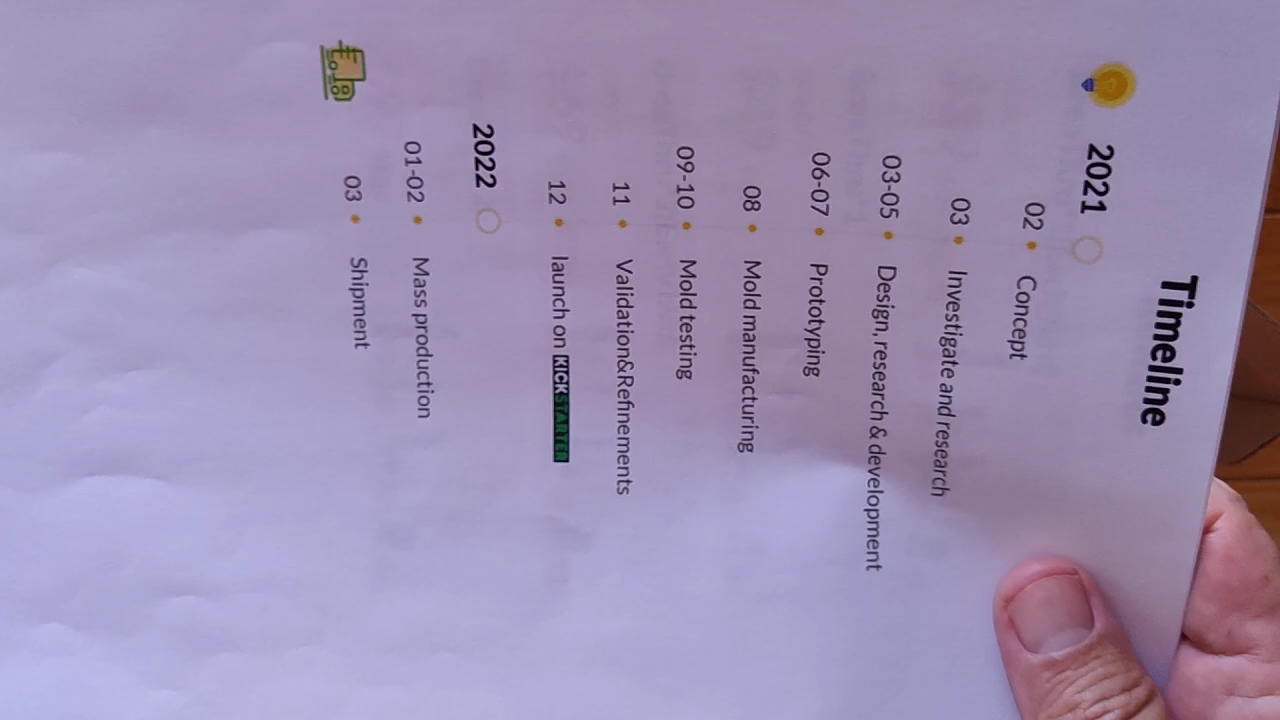 Timeline
2021
02 Concept
03 Investigate and research
03-05 Design, research & development
06-07 Prototyping
08 Mold manufacturing
09-10 Mold testing
11 Validation&Refinements
12 launch on KICKSTARTER
2022
01-02 Mass production
03 Shipment